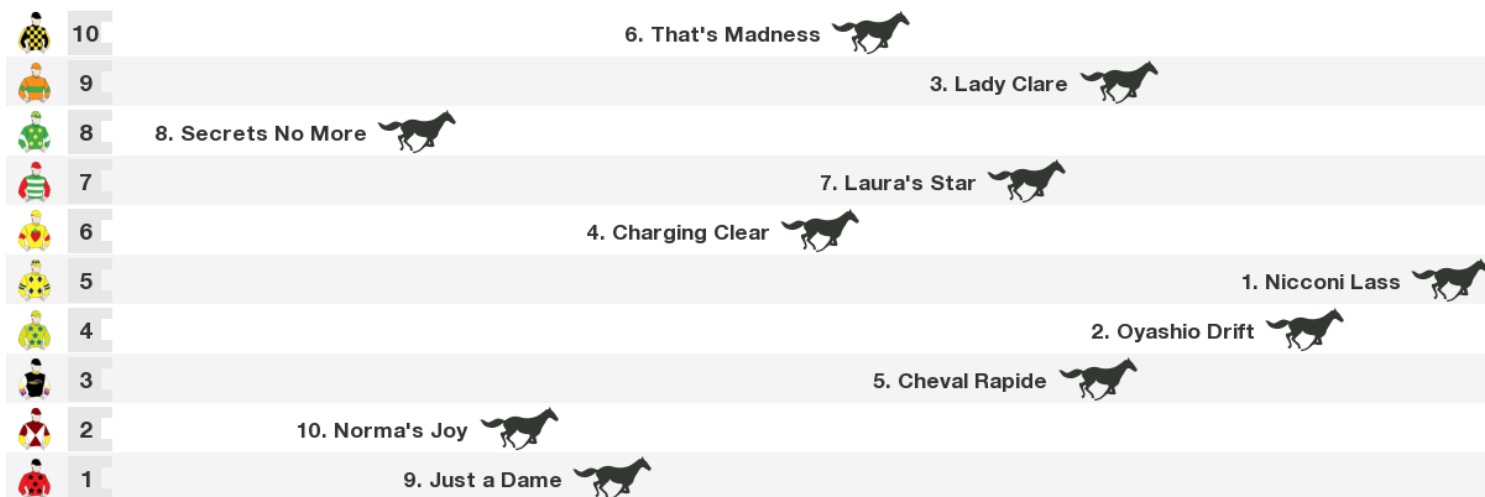 10 6. That's Madness
9 3. Lady Clare
8 8. Secrets No More
7 7. Laura's Star
6 4. Charging Clear
5 1. Nicconi Lass
4 2. Oyashio Drift
3 5. Cheval Rapide
2 10. Norma's Joy
1 9. Just a Dame